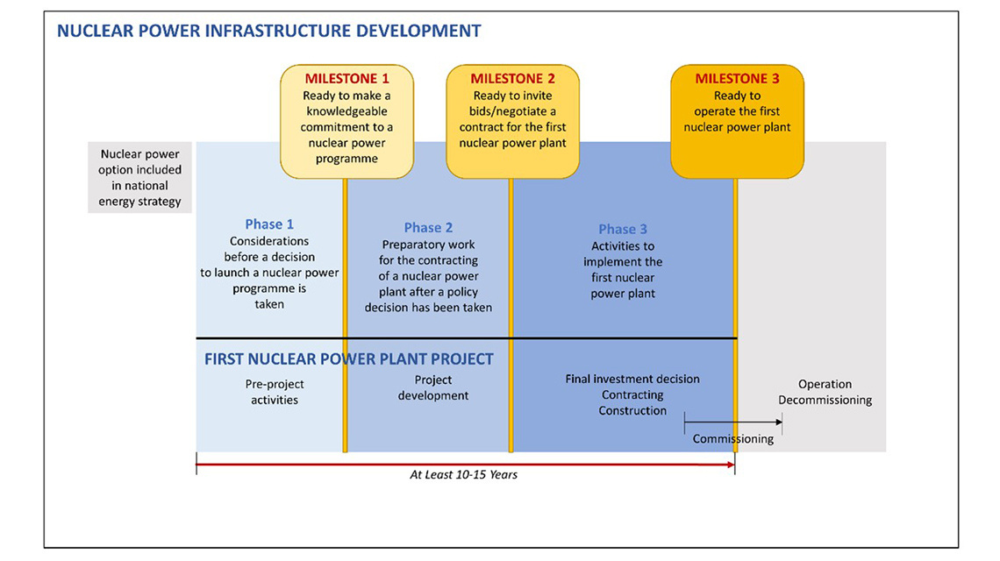 NUCLEAR POWER INFRASTRUCTURE DEVELOPMENT
MILESTONE 1
Ready to make a
knowledgeable
commitment to a
nuclear power
programme
MILESTONE 2
Ready to invite
bids/negotiate a
contract for the first
nuclear power plant
MILESTONE 3
Ready to
operate the first
nuclear power plant
Nuclear power
option included
in national
energy strategy
Phase 1
Considerations
before a decision
to launch a nuclear power
programme is
taken
Phase 2
Preparatory work
for the contracting
of a nuclear power
plant after a policy
decision has been taken
Phase 3
Activities to
implement the
first nuclear
power plant
FIRST NUCLEAR POWER PLANT PROJECT
Pre-project
activities
Project
development
Final investment decision
Contracting
Construction
Commissioning
Operation
Decommissioning
At Least 10-15 Years